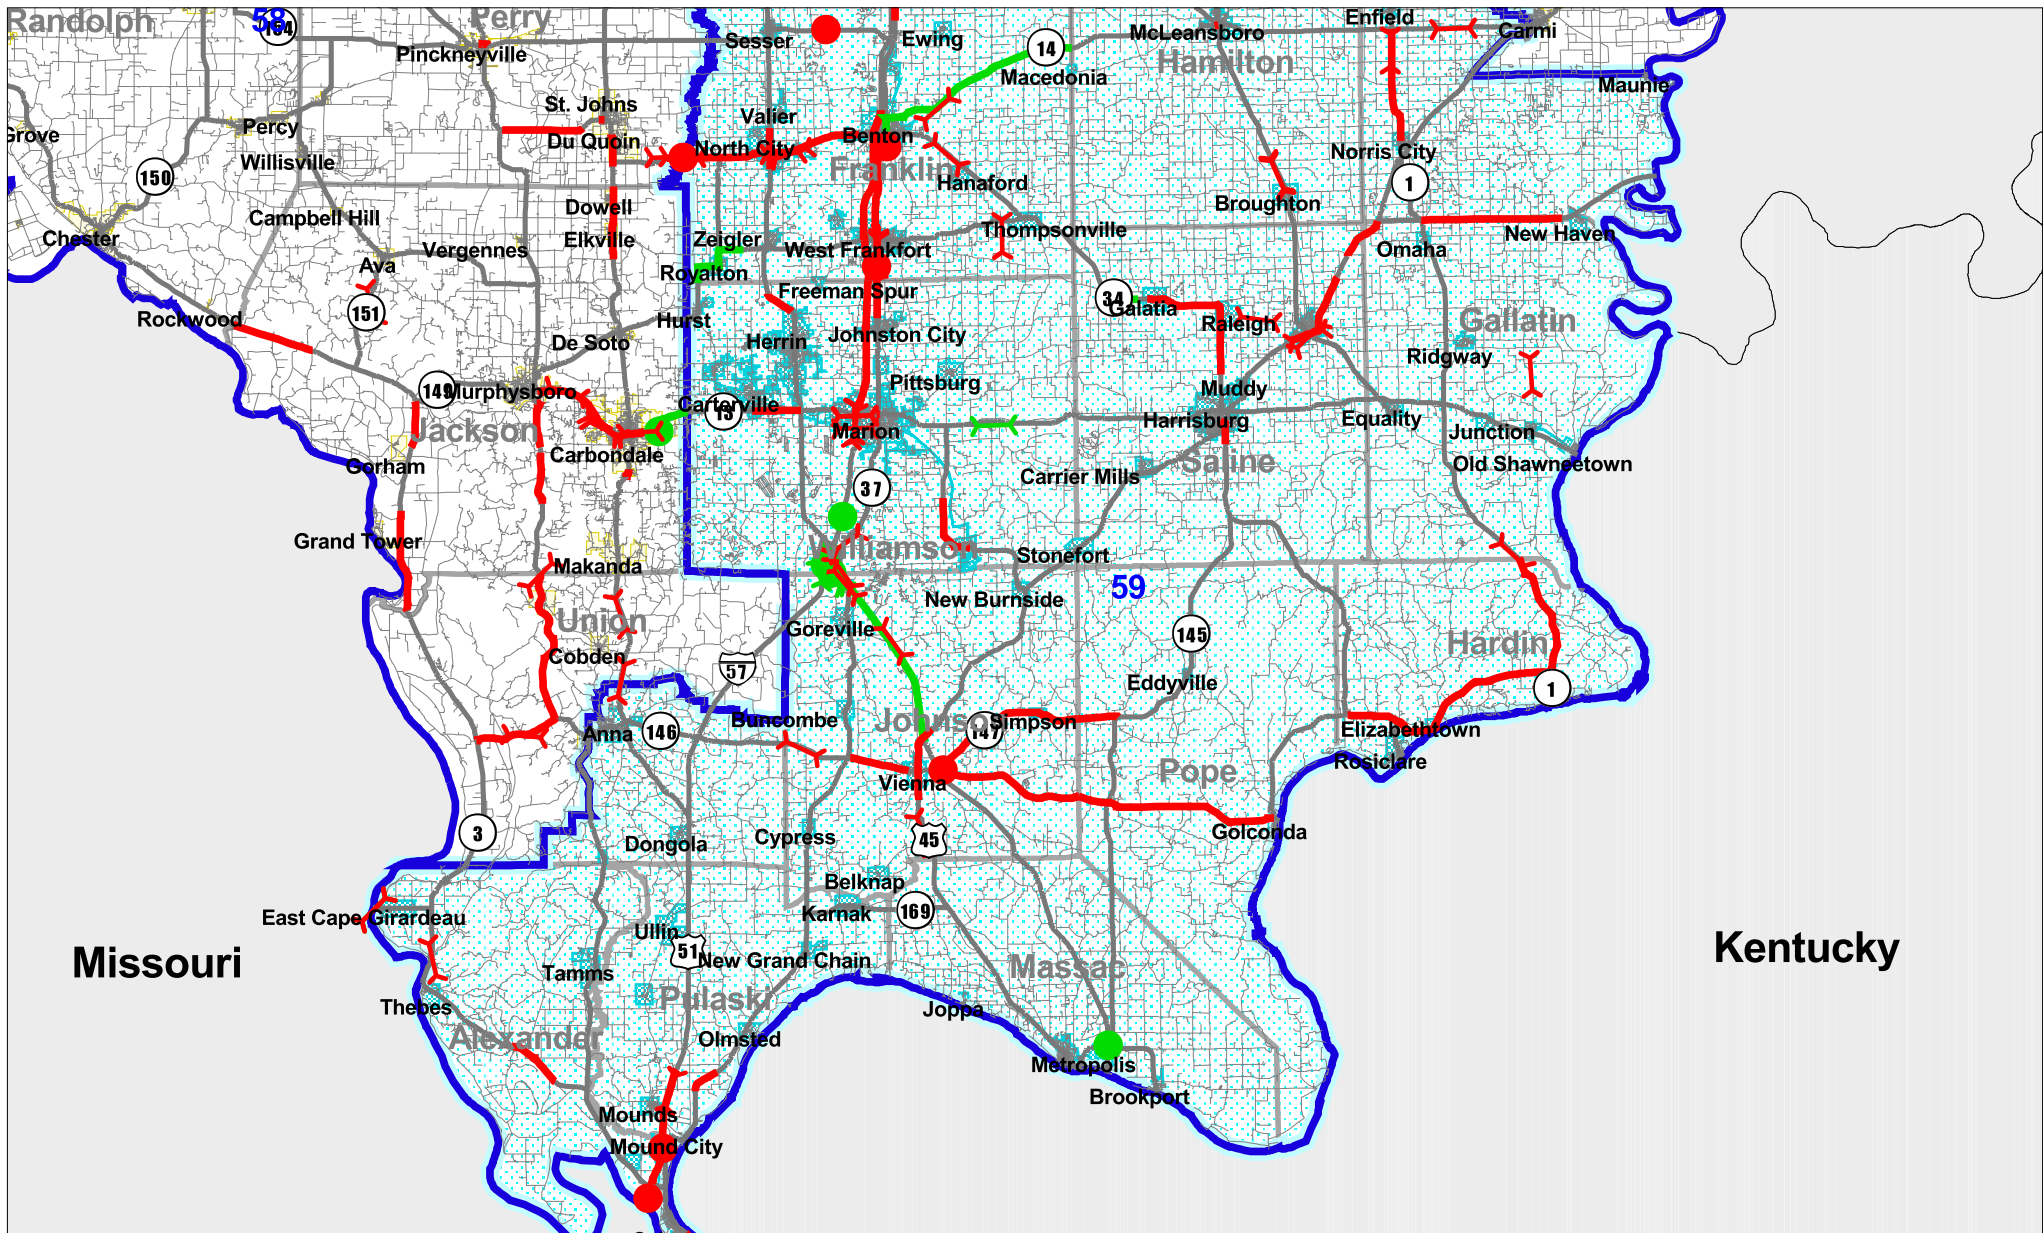 Randolph
58
154
Perry
Pinckneyville
Sesser
Ewing
14
Macedonia
McLeansboro
Hamilton
Enfield
Carmi
Maunie
Grove
Percy
Willisville
150
St. Johns
Du Quoin
Valier
North City
Benton
Franklin
Hanaford
Norris City
1
Campbell Hill
Chester
Dowell
Elkville
Vergennes
Ava
Zeigler
Royalton
West Frankfort
Thompsonville
Broughton
Omaha
New Haven
Rockwood
151
Freeman Spur
Hurst
De Soto
Herrin
Johnston City
34
Galatia
Raleigh
Gallatin
Ridgway
149
Murphysboro
Jackson
Carterville
13
Pittsburg
Marion
Muddy
Harrisburg
Equality
Junction
Carbondale
Gorham
37
Carrier Mills
Saline
Old Shawneetown
Grand Tower
Makanda
Williamson
Stonefort
59
New Burnside
Union
Goreville
145
Hardin
Cobden
57
Eddyville
1
Anna
146
Buncombe
Johnson
147
Simpson
Elizabethtown
Rosiclare
Vienna
Pope
3
Dongola
Cypress
45
Golconda
Belknap
East Cape Girardeau
Karnak
169
Missouri
Kentucky
Ullin
51
New Grand Chain
Tamms
Massac
Pulaski
Thebes
Joppa
Alexander
Olmsted
Metropolis
Brookport
Mounds
Mound City